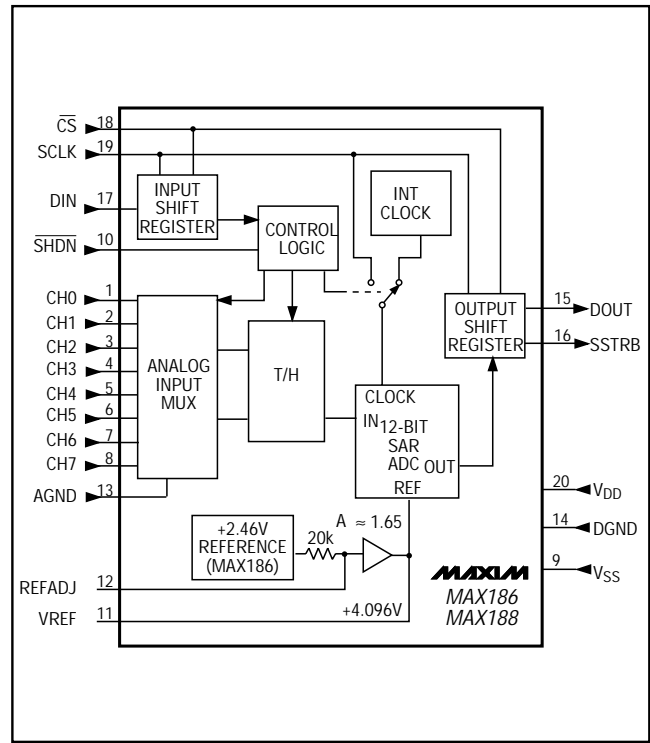 CS 18
SCLK 19
DIN 17
SHDN 10
CH0 1
CH1 2
CH2 3
CH3 4
CH4 5
CH5 6
CH6 7
CH7 8
AGND 13
REFADJ 12
VREF 11
INPUT
SHIFT
REGISTER
CONTROL
LOGIC
INT
CLOCK
ANALOG
INPUT
MUX
T/H
CLOCK
IN 12-BIT
SAR
ADC OUT
REF
OUTPUT
SHIFT
REGISTER
+2.46V
REFERENCE
(MAX186)
20k
A ≈ 1.65
+4.096V
15 DOUT
16 SSTRB
20 VDD
14 DGND
9 VSS
MAXIM
MAX186
MAX188